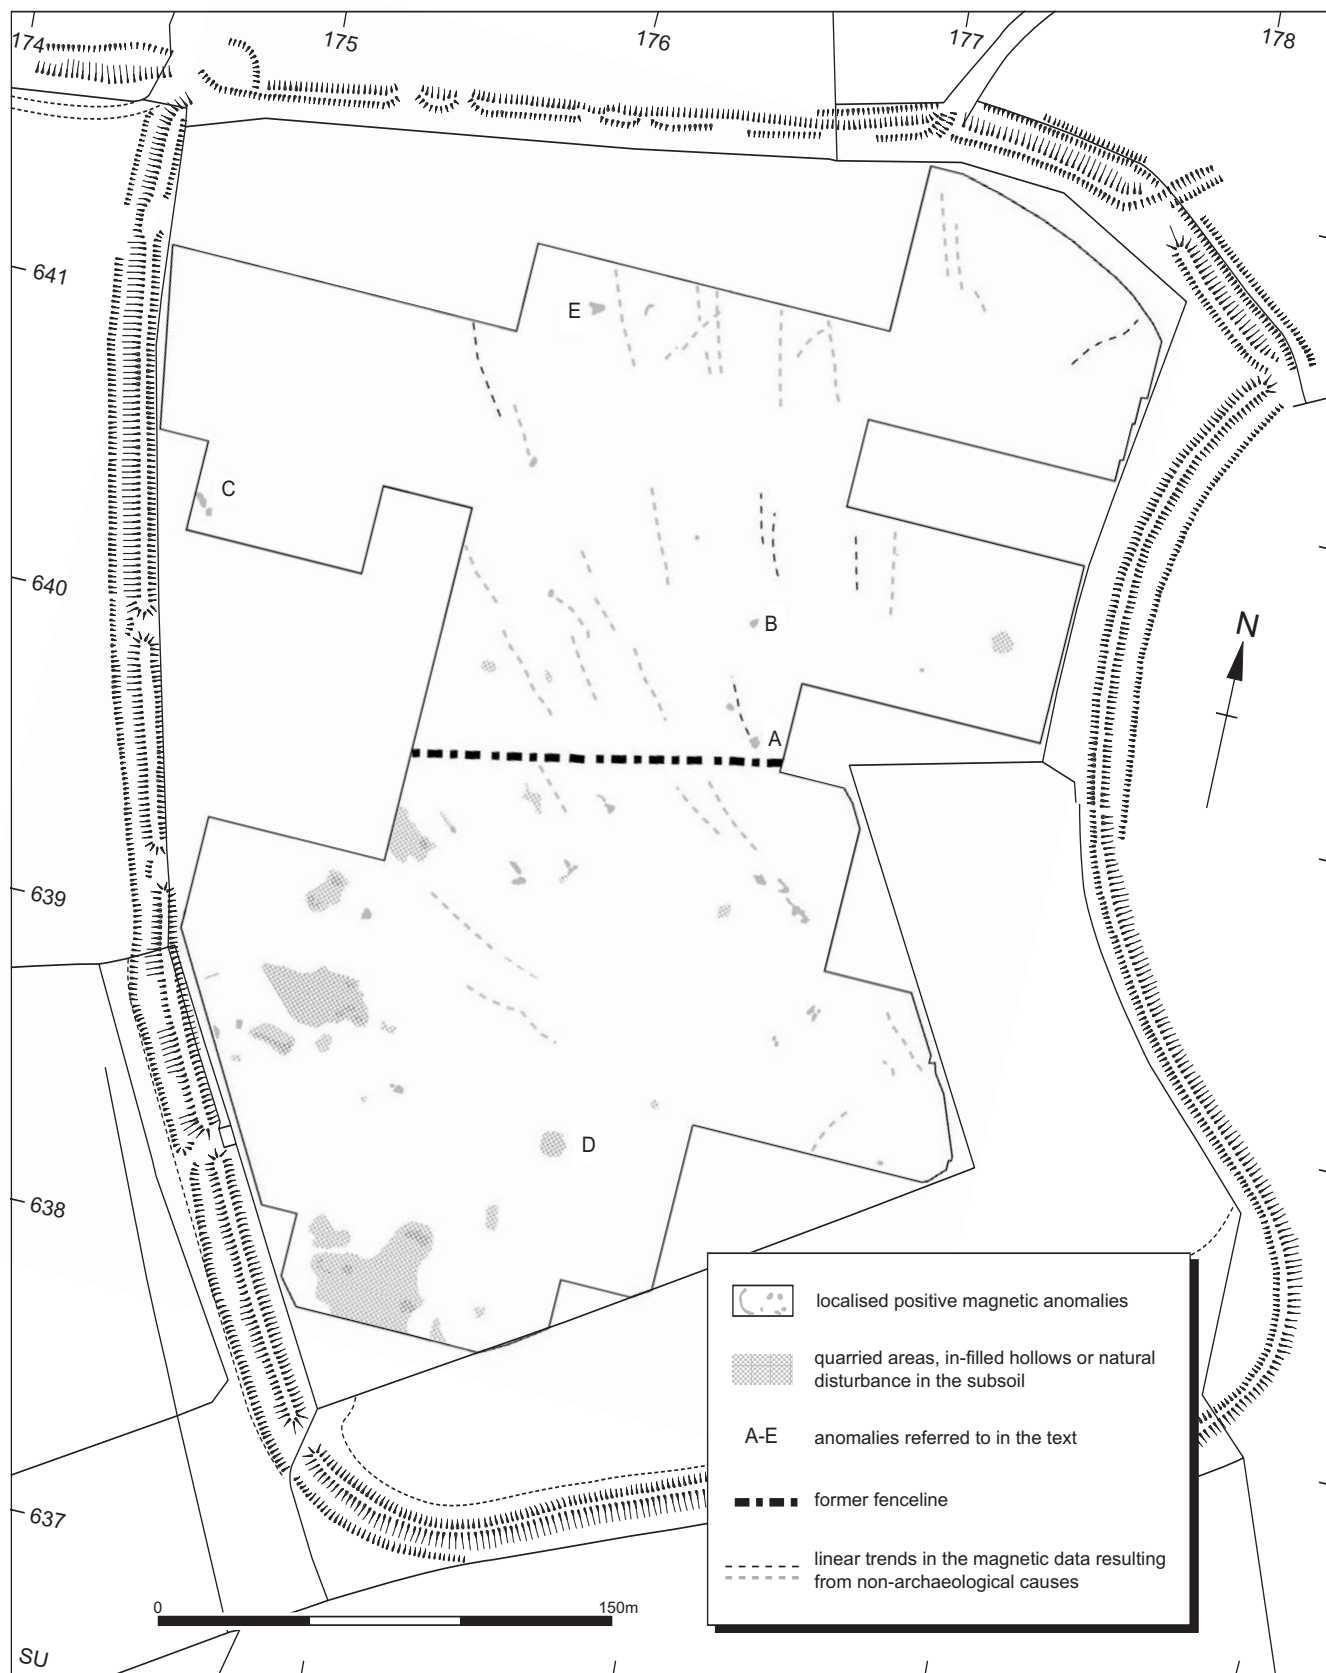 174
175
176
177
178
641
E
C
640
B
N
A
639
D
638
localised positive magnetic anomalies
quarried areas, in-filled hollows or natural
disturbance in the subsoil
A-E
anomalies referred to in the text
former fenceline
linear trends in the magnetic data resulting
from non-archaeological causes
637
0
150m
SU